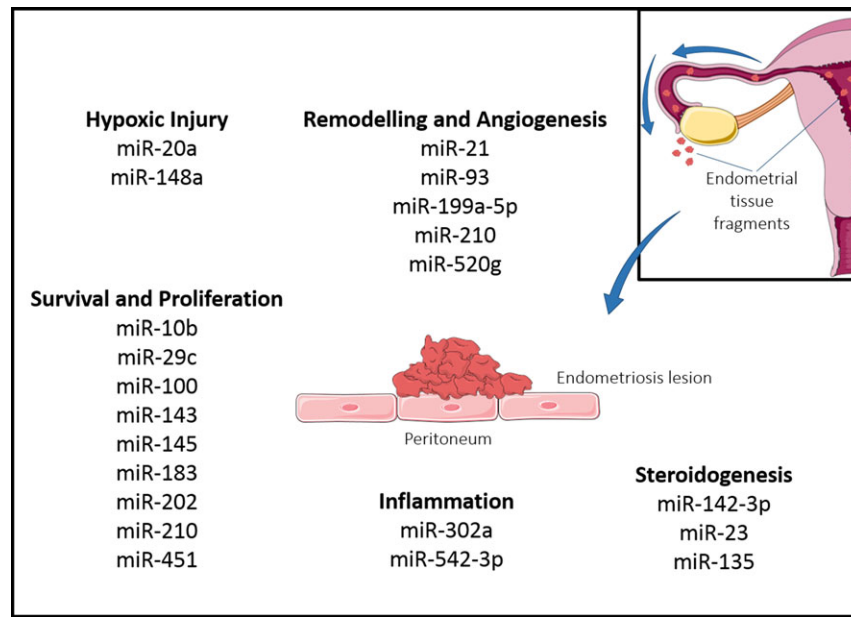 Hypoxic Injury
miR-20a
miR-148a
Remodelling and Angiogenesis
miR-21
miR-93
miR-199a-5p
miR-210
miR-520g
Endometrial
tissue
fragments
Survival and Proliferation
miR-10b
miR-29c
miR-100
miR-143
miR-145
miR-183
miR-202
miR-210
miR-451
Endometriosis lesion
Peritoneum
Inflammation
miR-302a
miR-542-3p
Steroidogenesis
miR-142-3p
miR-23
miR-135